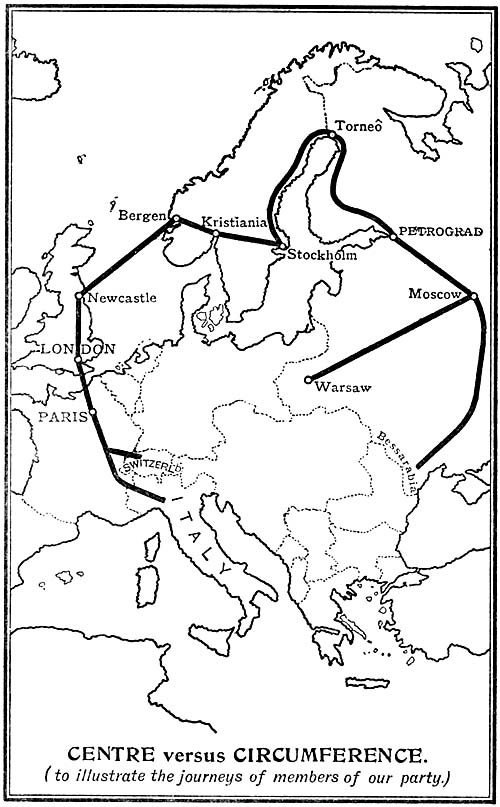 Torneô
Bergen
Kristiania
PETROGRAD
Stockholm
Moscow
Newcastle
LONDON
Warsaw
PARIS
Bessarabia
SWITZERLD
ITALY
CENTRE versus CIRCUMFERENCE.
(to illustrate the journeys of members of our party.)